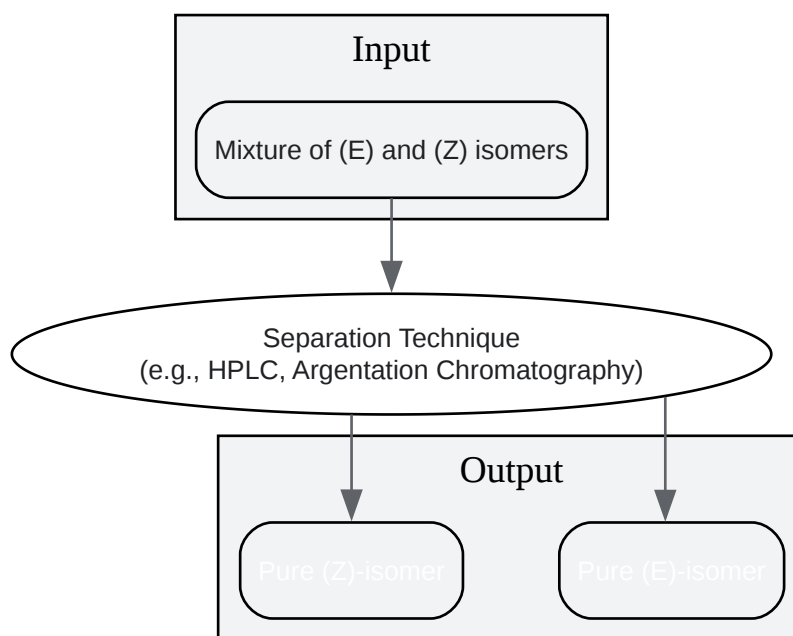 Input
Mixture of (E) and (Z) isomers
Separation Technique
(e.g., HPLC, Argentation Chromatography)
Output
Pure (Z)-isomer
Pure (E)-isomer